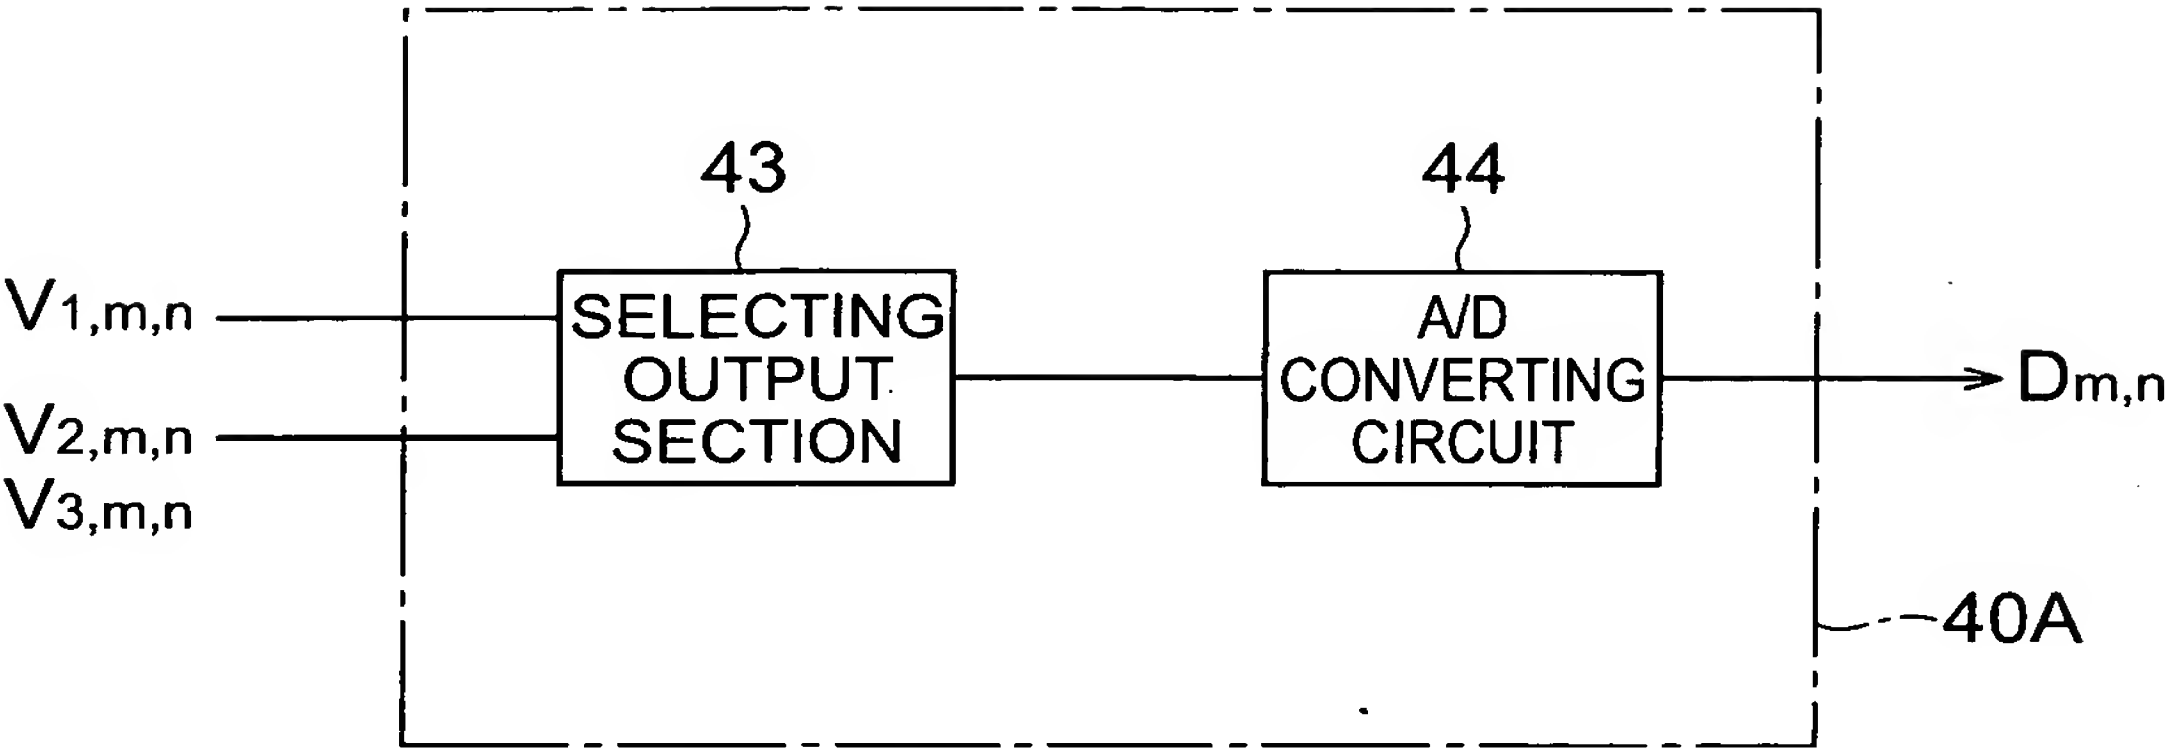 43
44
V1,m,n
V2,m,n
V3,m,n
SELECTING
OUTPUT
SECTION
A/D
CONVERTING
CIRCUIT
Dm,n
40A